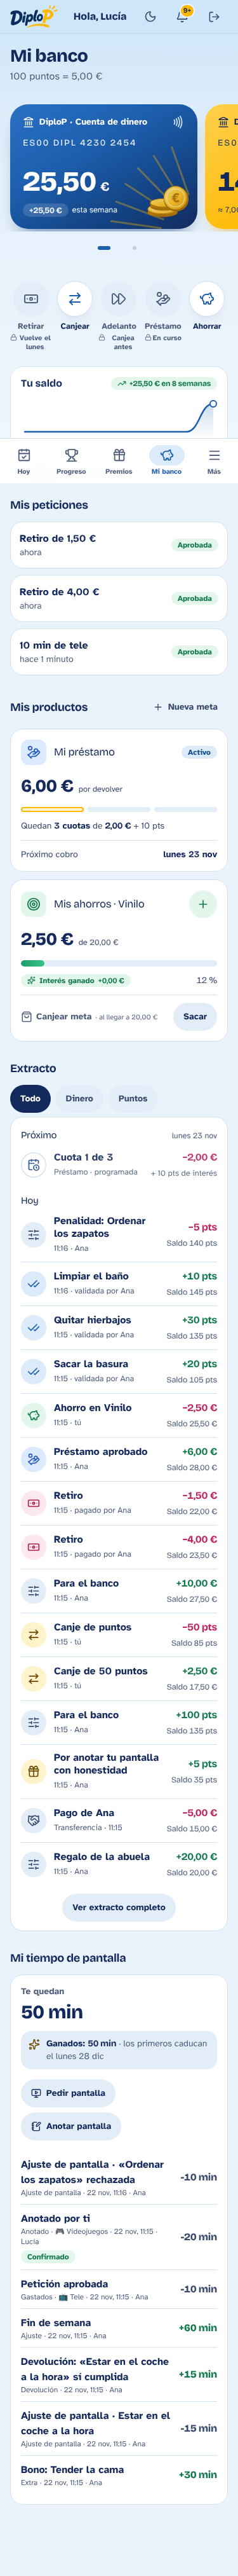 DiploP
Hola, Lucía
9+
Mi banco
100 puntos = 5,00 €
DiploP · Cuenta de dinero
ES00 DIPL 4230 2454
25,50 €
+25,50 € esta semana
Retirar
Canjear
Adelanto
Préstamo
Ahorrar
Vuelve el lunes
Canjea antes
En curso
Tu saldo
+25,50 € en 8 semanas
Hoy
Progreso
Premios
Mi banco
Más
Mis peticiones
Retiro de 1,50 €
ahora
Aprobada
Retiro de 4,00 €
ahora
Aprobada
10 min de tele
hace 1 minuto
Aprobada
Mis productos
+ Nueva meta
Mi préstamo
Activo
6,00 € por devolver
Quedan 3 cuotas de 2,00 € + 10 pts
Próximo cobro
lunes 23 nov
Mis ahorros · Vinilo
2,50 € de 20,00 €
Interés ganado +0,00 €
12 %
Canjear meta · al llegar a 20,00 €
Sacar
Extracto
Todo
Dinero
Puntos
Próximo
lunes 23 nov
Cuota 1 de 3
−2,00 €
Préstamo · programada
+ 10 pts de interés
Hoy
Penalidad: Ordenar
los zapatos
−5 pts
11:16 · Ana
Saldo 140 pts
Limpiar el baño
+10 pts
11:16 · validada por Ana
Saldo 145 pts
Quitar hierbajos
+30 pts
11:15 · validada por Ana
Saldo 135 pts
Sacar la basura
+20 pts
11:15 · validada por Ana
Saldo 105 pts
Ahorro en Vinilo
−2,50 €
11:15 · tú
Saldo 25,50 €
Préstamo aprobado
+6,00 €
11:15 · Ana
Saldo 28,00 €
Retiro
−1,50 €
11:15 · pagado por Ana
Saldo 22,00 €
Retiro
−4,00 €
11:15 · pagado por Ana
Saldo 23,50 €
Para el banco
+10,00 €
11:15 · Ana
Saldo 27,50 €
Canje de puntos
−50 pts
11:15 · tú
Saldo 85 pts
Canje de 50 puntos
+2,50 €
11:15 · tú
Saldo 17,50 €
Para el banco
+100 pts
11:15 · Ana
Saldo 135 pts
Por anotar tu pantalla
con honestidad
+5 pts
11:15 · Ana
Saldo 35 pts
Pago de Ana
−5,00 €
Transferencia · 11:15
Saldo 15,00 €
Regalo de la abuela
+20,00 €
11:15 · Ana
Saldo 20,00 €
Ver extracto completo
Mi tiempo de pantalla
Te quedan
50 min
Ganados: 50 min · los primeros caducan
el lunes 28 dic
Pedir pantalla
Anotar pantalla
Ajuste de pantalla · «Ordenar
los zapatos» rechazada
-10 min
Ajuste de pantalla · 22 nov, 11:16 · Ana
Anotado por ti
Anotado · 🎮 Videojuegos · 22 nov, 11:15 ·
Lucía
-20 min
Confirmado
Petición aprobada
-10 min
Gastados · 📺 Tele · 22 nov, 11:15 · Ana
Fin de semana
+60 min
Ajuste · 22 nov, 11:15 · Ana
Devolución: «Estar en el coche
a la hora» sí cumplida
+15 min
Devolución · 22 nov, 11:15 · Ana
Ajuste de pantalla · Estar en el
coche a la hora
-15 min
Ajuste de pantalla · 22 nov, 11:15 · Ana
Bono: Tender la cama
+30 min
Extra · 22 nov, 11:15 · Ana